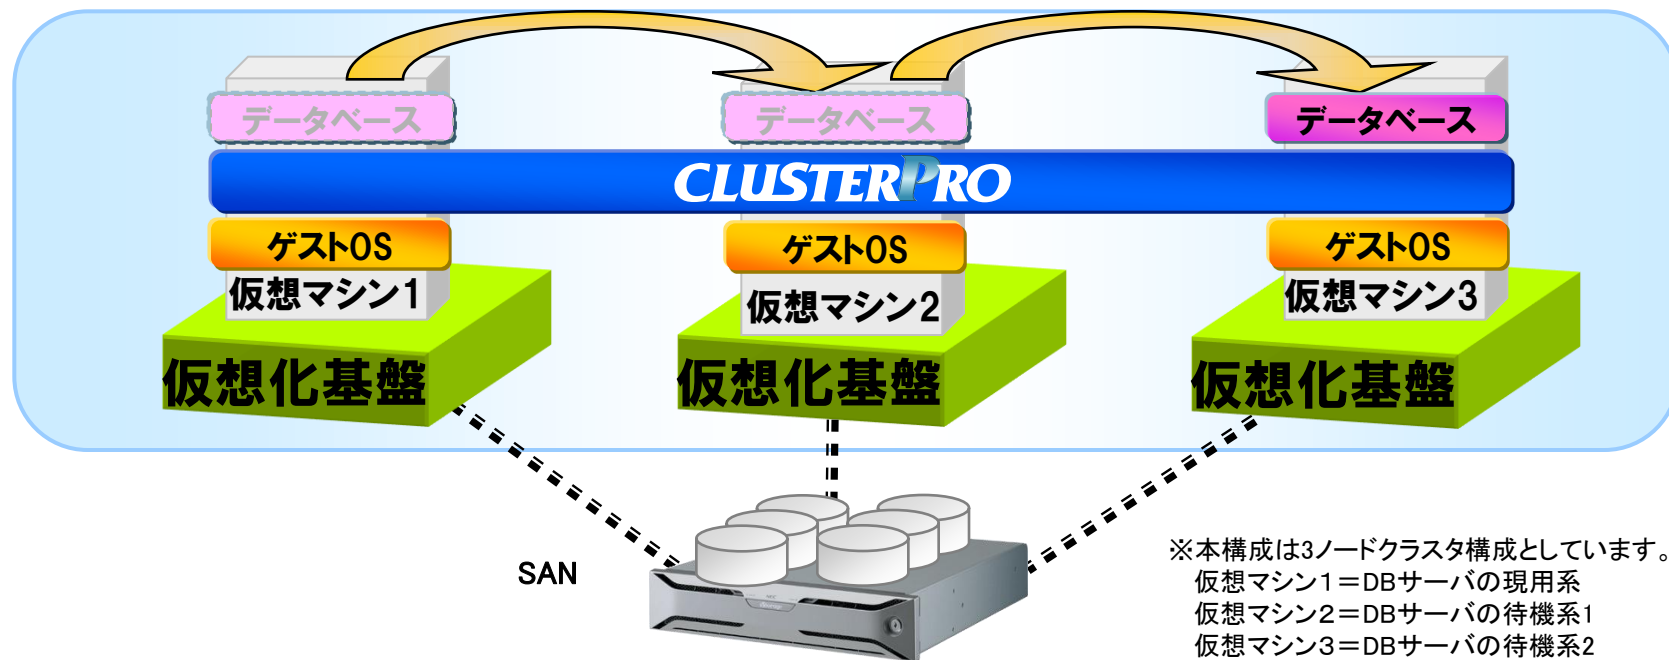 データベース
データベース
データベース
CLUSTERPRO
ゲストOS
ゲストOS
ゲストOS
仮想マシン1
仮想マシン2
仮想マシン3
仮想化基盤
仮想化基盤
仮想化基盤
SAN
※本構成は3ノードクラスタ構成としています。
仮想マシン1=DBサーバの現用系
仮想マシン2=DBサーバの待機系1
仮想マシン3=DBサーバの待機系2